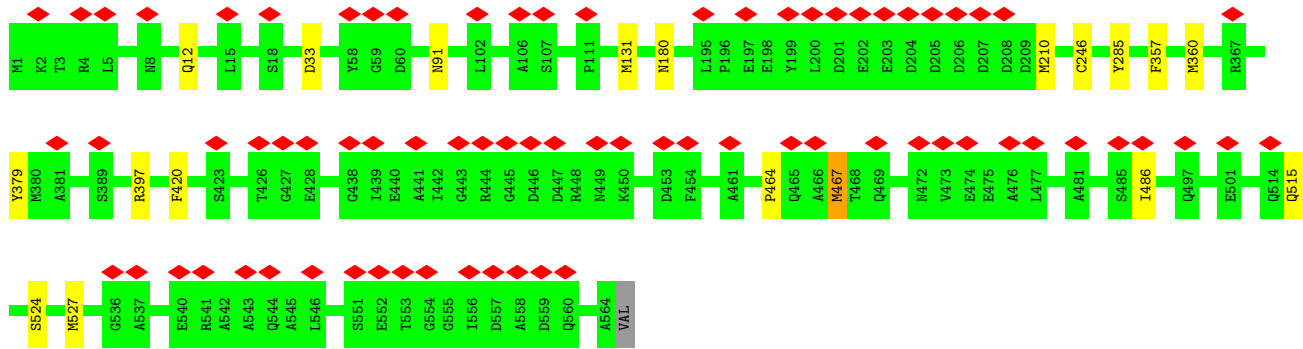 M1 K2 T3 R4 L5 N8 Q12 L15 S18 D33 Y58 G59 D60 N91 L102 A106 S107 P111 M131 N180 L195 P196 E197 E198 Y199 L200 D201 E202 E203 D204 D205 D206 D207 D208 D209 M210 C246 Y285 F357 M360 R367
Y379 M380 A381 S389 R397 F420 S423 T426 G427 E428 G438 I439 E440 A441 I442 G443 R444 G445 D446 D447 R448 N449 K450 D453 F454 A461 P464 Q465 A466 M467 T468 Q469 N472 V473 E474 E475 A476 L477 A481 S485 I486 Q497 E501 Q514 Q515
S524 M527 G536 A537 E540 R541 A542 A543 Q544 A545 L546 S551 E552 T553 G554 G555 I556 D557 A558 D559 Q560 A564 VAL